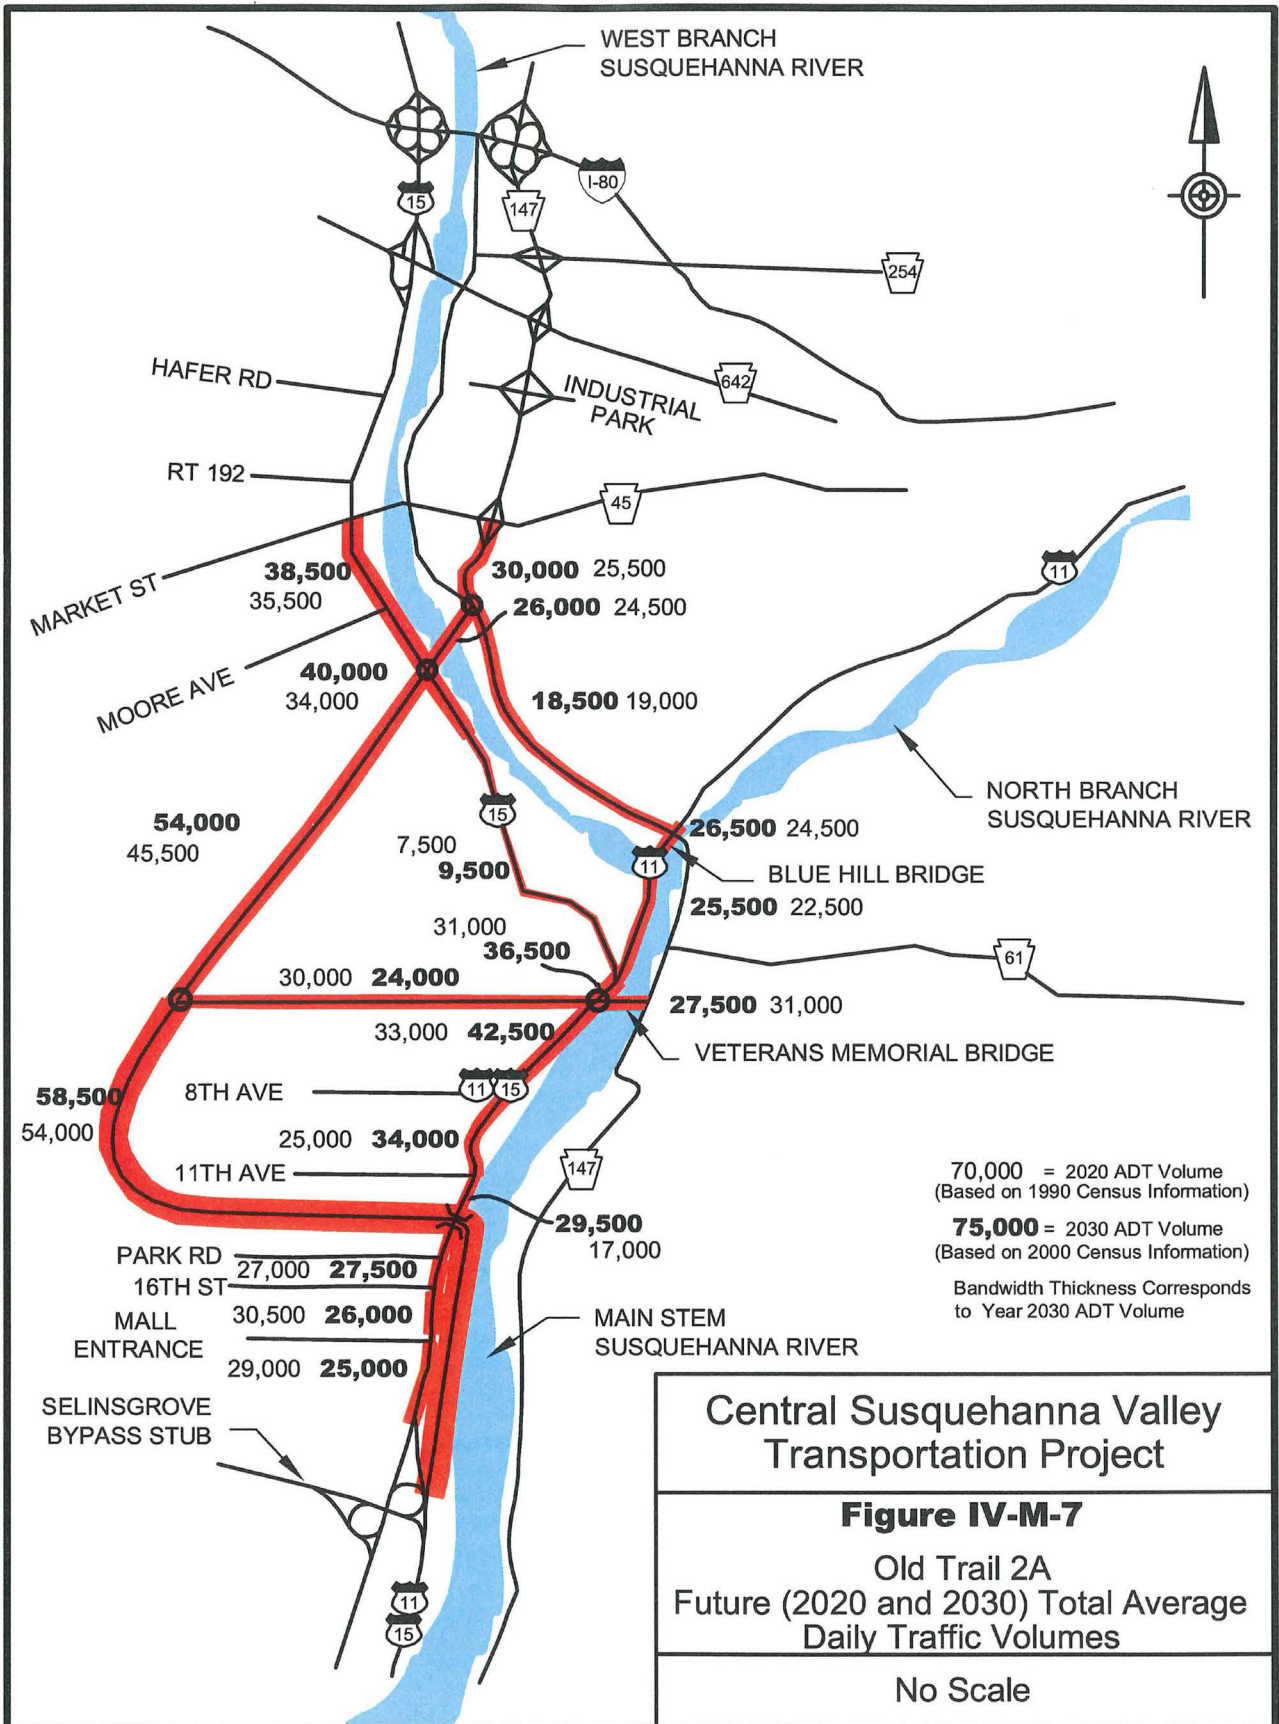 WEST BRANCH
SUSQUEHANNA RIVER
I-80
15
147
254
HAFER RD
642
INDUSTRIAL
PARK
RT 192
45
11
MARKET ST
38,500
35,500
30,000 25,500
26,000 24,500
MOORE AVE
40,000
34,000
18,500 19,000
NORTH BRANCH
SUSQUEHANNA RIVER
15
54,000
45,500
7,500
9,500
26,500 24,500
11
BLUE HILL BRIDGE
25,500 22,500
31,000
36,500
61
30,000 24,000
27,500 31,000
33,000 42,500
VETERANS MEMORIAL BRIDGE
58,500
54,000
8TH AVE
11 15
25,000 34,000
11TH AVE
147
29,500
17,000
70,000 = 2020 ADT Volume
(Based on 1990 Census Information)
75,000 = 2030 ADT Volume
(Based on 2000 Census Information)
Bandwidth Thickness Corresponds
to Year 2030 ADT Volume
PARK RD
27,000 27,500
16TH ST
30,500 26,000
MALL
ENTRANCE
29,000 25,000
MAIN STEM
SUSQUEHANNA RIVER
SELINSGROVE
BYPASS STUB
11
15
Central Susquehanna Valley
Transportation Project
Figure IV-M-7
Old Trail 2A
Future (2020 and 2030) Total Average
Daily Traffic Volumes
No Scale